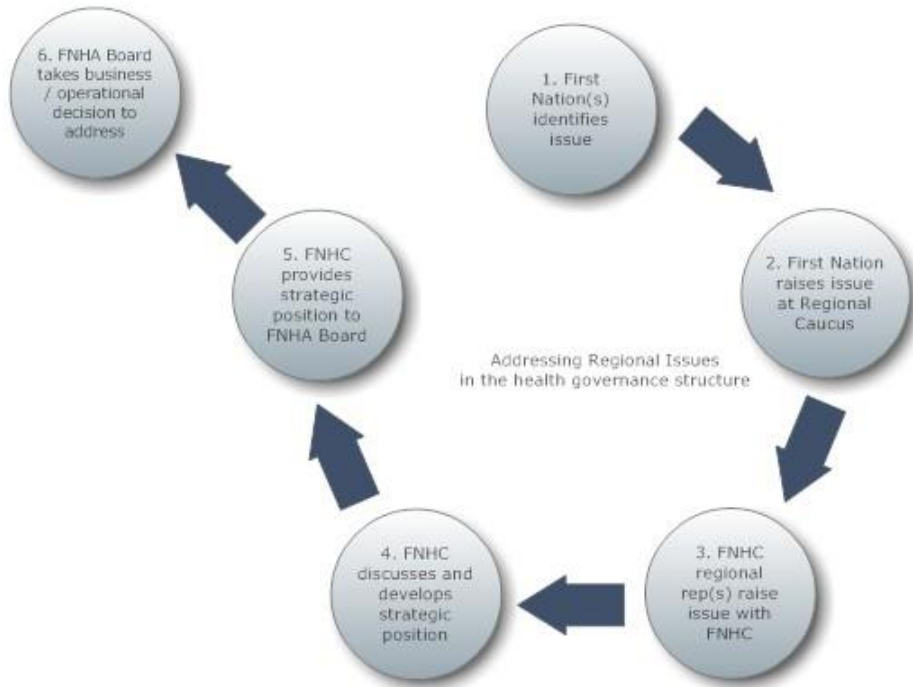 1. First
Nation(s)
identifies
issue
2. First Nation
raises issue
at Regional
Caucus
3. FNHC
regional
rep(s) raise
issue with
FNHC
4. FNHC
discusses and
develops
strategic
position
5. FNHC
provides
strategic
position to
FNHA Board
6. FNHA Board
takes business
/ operational
decision to
address
Addressing Regional Issues
in the health governance structure